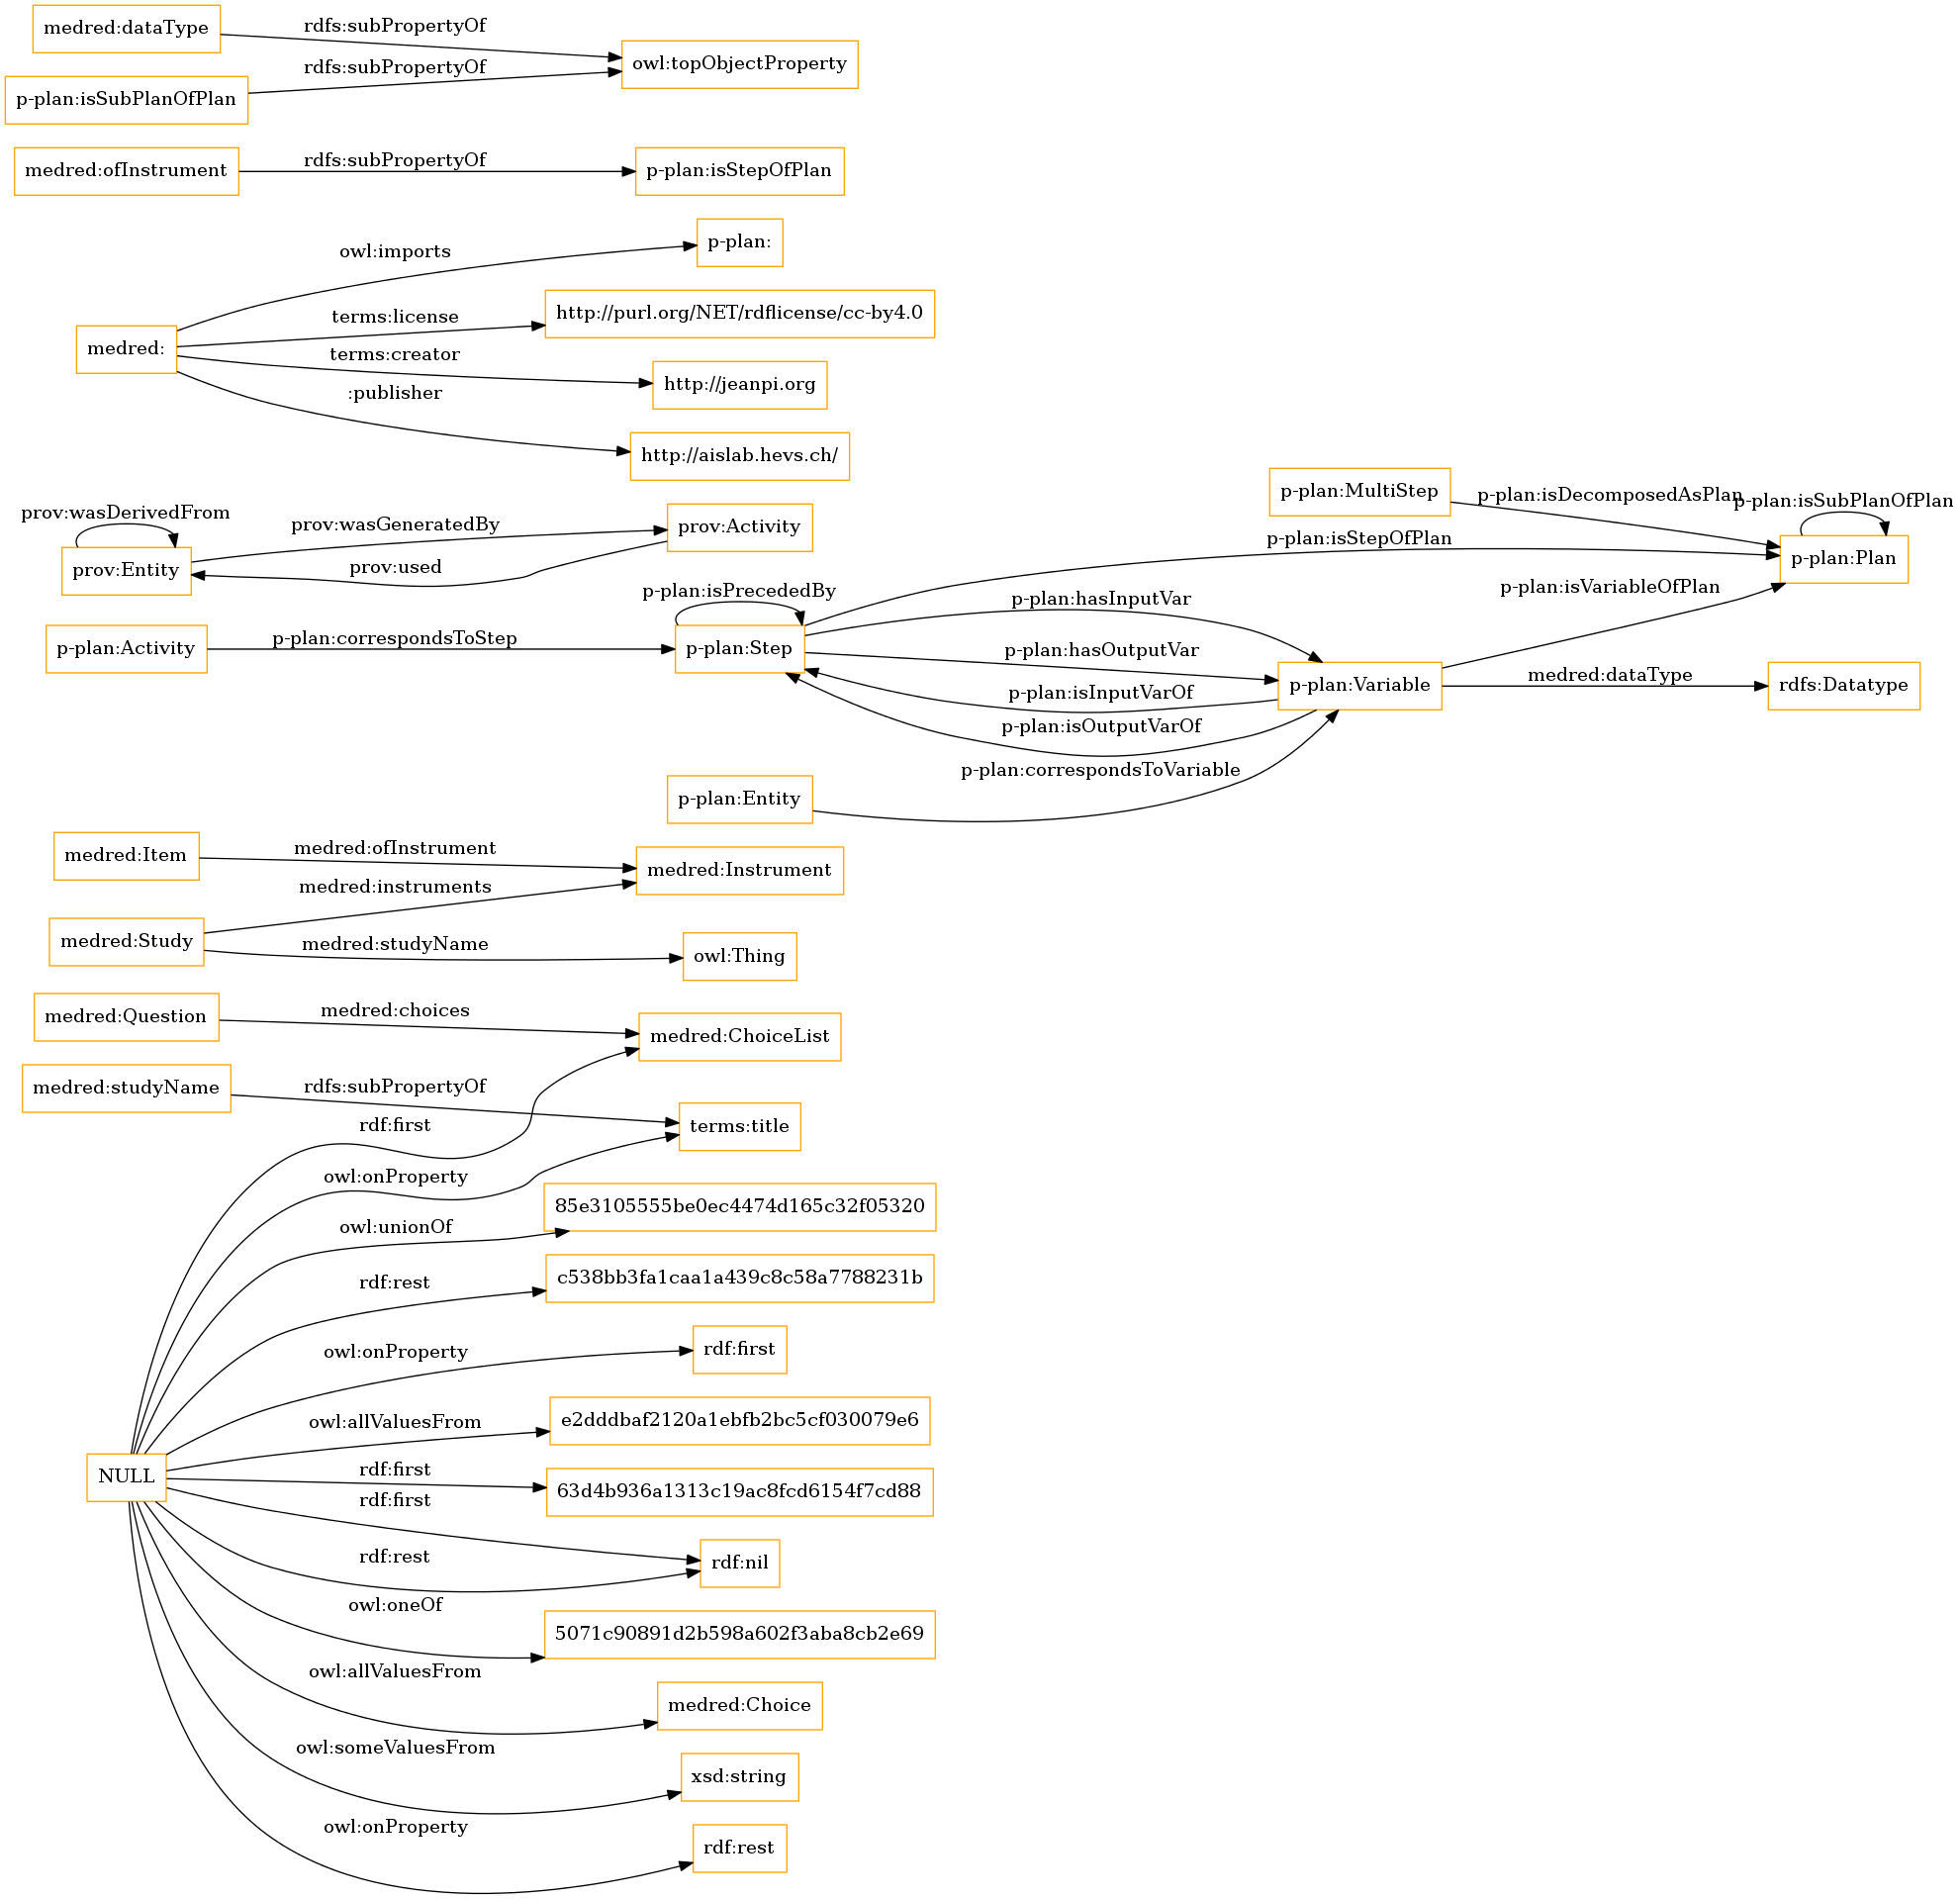 medred:dataType
rdfs:subPropertyOf
owl:topObjectProperty
rdfs:subPropertyOf
p-plan:isSubPlanOfPlan
medred:ofInstrument
rdfs:subPropertyOf
p-plan:isStepOfPlan
medred:
owl:imports
p-plan:
terms:license
http://purl.org/NET/rdflicense/cc-by4.0
terms:creator
http://jeanpi.org
:publisher
http://aislab.hevs.ch/
prov:wasDerivedFrom
prov:Entity
prov:wasGeneratedBy
prov:Activity
prov:used
p-plan:MultiStep
p-plan:isDecomposedAsPlan
p-plan:isSubPlanOfPlan
p-plan:Plan
p-plan:isStepOfPlan
p-plan:Activity
p-plan:correspondsToStep
p-plan:isPrecededBy
p-plan:Step
p-plan:hasInputVar
p-plan:isVariableOfPlan
p-plan:hasOutputVar
p-plan:isInputVarOf
p-plan:Variable
medred:dataType
rdfs:Datatype
p-plan:isOutputVarOf
p-plan:correspondsToVariable
p-plan:Entity
medred:Item
medred:ofInstrument
medred:Instrument
medred:instruments
medred:Study
medred:studyName
owl:Thing
medred:Question
medred:choices
medred:ChoiceList
medred:studyName
rdfs:subPropertyOf
terms:title
rdf:first
owl:onProperty
owl:unionOf
85e3105555be0ec4474d165c32f05320
rdf:rest
c538bb3fa1caa1a439c8c58a7788231b
owl:onProperty
rdf:first
owl:allValuesFrom
e2dddbaf2120a1ebfb2bc5cf030079e6
NULL
rdf:first
63d4b936a1313c19ac8fcd6154f7cd88
rdf:first
rdf:rest
rdf:nil
owl:oneOf
5071c90891d2b598a602f3aba8cb2e69
owl:allValuesFrom
medred:Choice
owl:someValuesFrom
xsd:string
owl:onProperty
rdf:rest